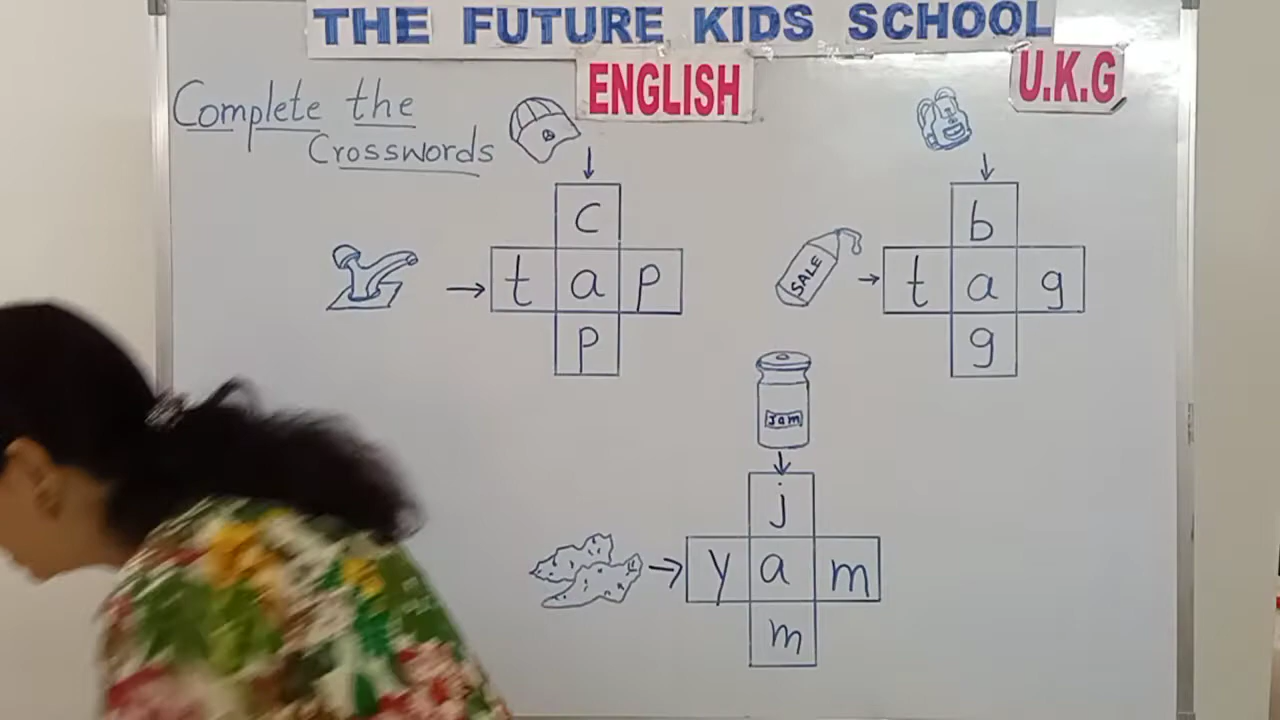 THE FUTURE KIDS SCHOOL
ENGLISH
U.K.G
Complete the
Crosswords
c
t a p
p
SALE
b
t a g
g
Jam
j
y a m
m